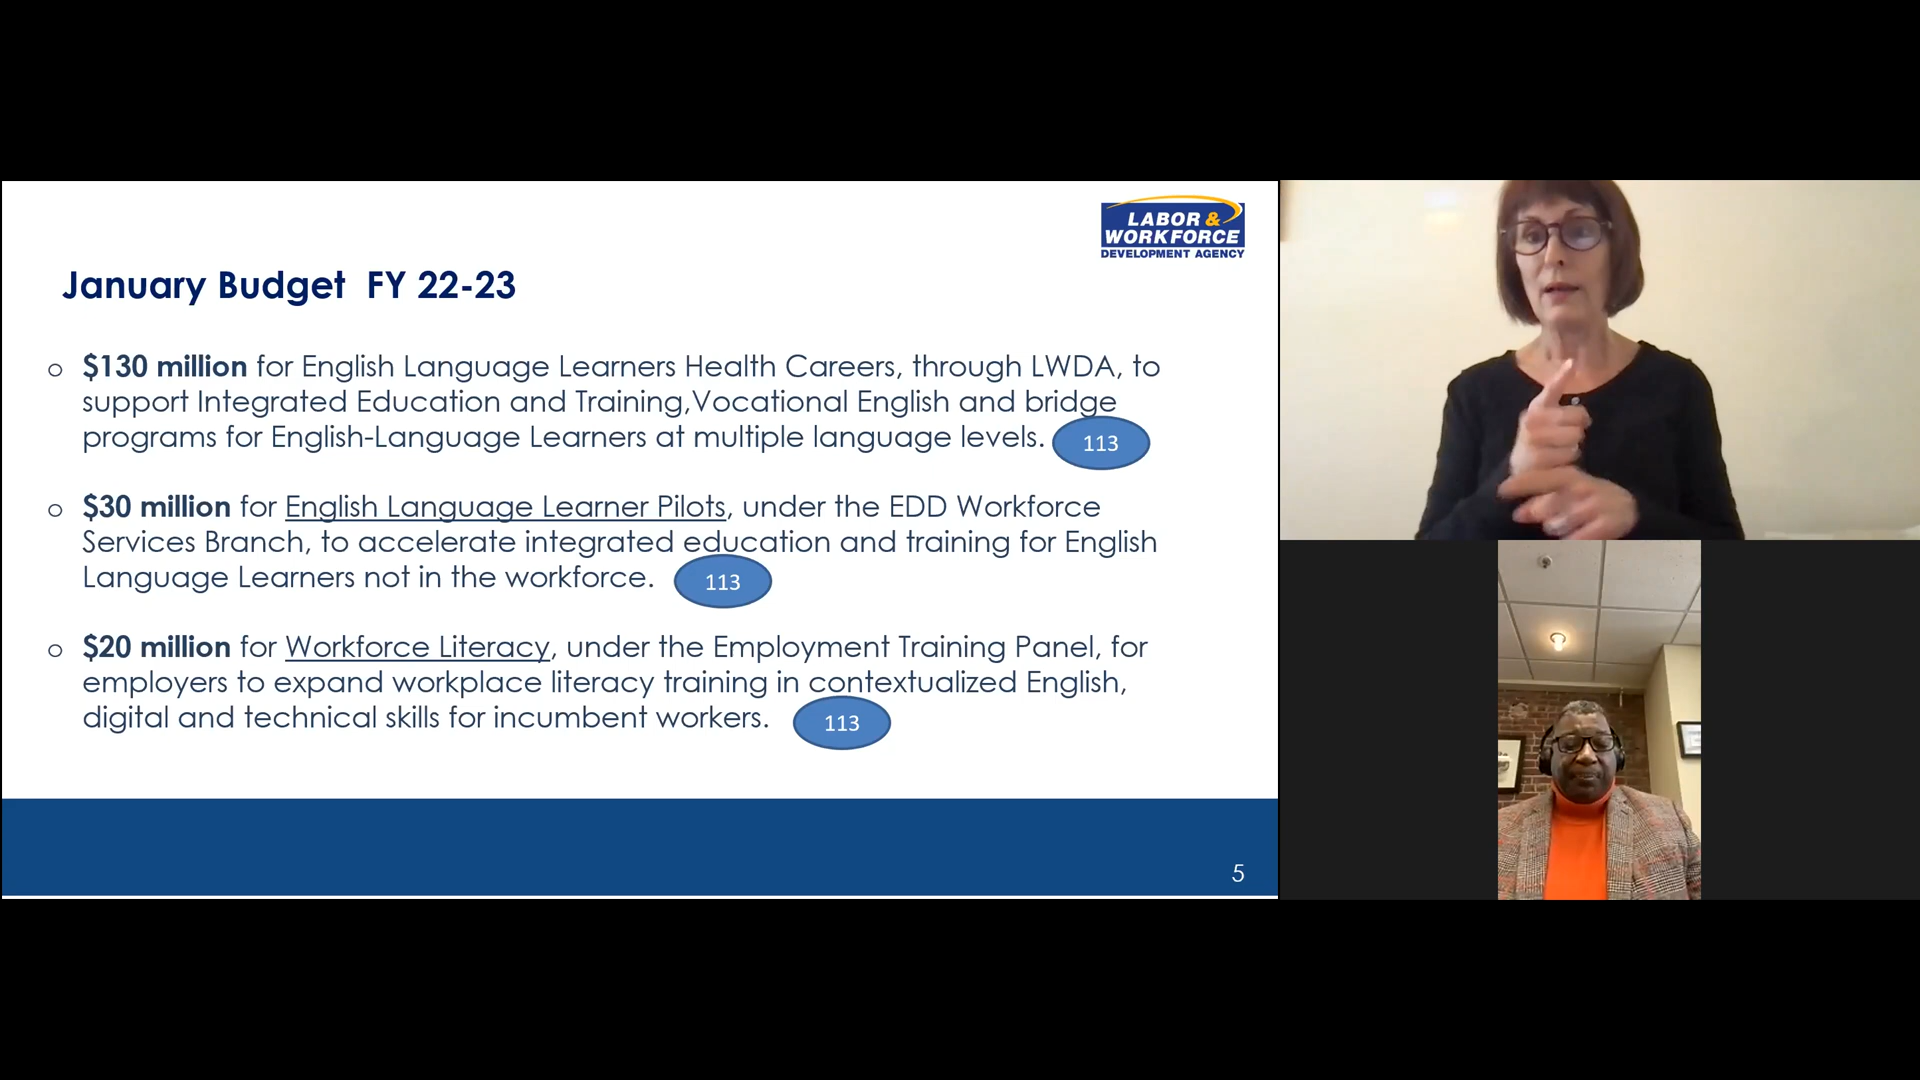 LABOR &
WORKFORCE
DEVELOPMENT AGENCY
January Budget  FY 22-23
o $130 million for English Language Learners Health Careers, through LWDA, to
support Integrated Education and Training,Vocational English and bridge
programs for English-Language Learners at multiple language levels. 113
o $30 million for English Language Learner Pilots, under the EDD Workforce
Services Branch, to accelerate integrated education and training for English
Language Learners not in the workforce. 113
o $20 million for Workforce Literacy, under the Employment Training Panel, for
employers to expand workplace literacy training in contextualized English,
digital and technical skills for incumbent workers. 113
5